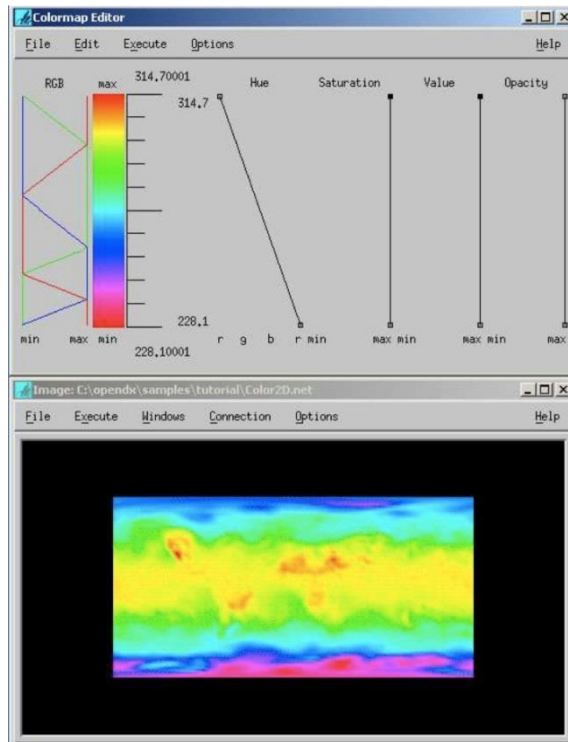 Colormap Editor
File Edit Execute Options Help
RGB max 314.70001 Hue Saturation Value Opacity
314.7
228.1
min max min r g b r min max min max min max
228.10001
Image: C:\opendx\samples\tutorial\Color2D.net
File Execute Windows Connection Options Help